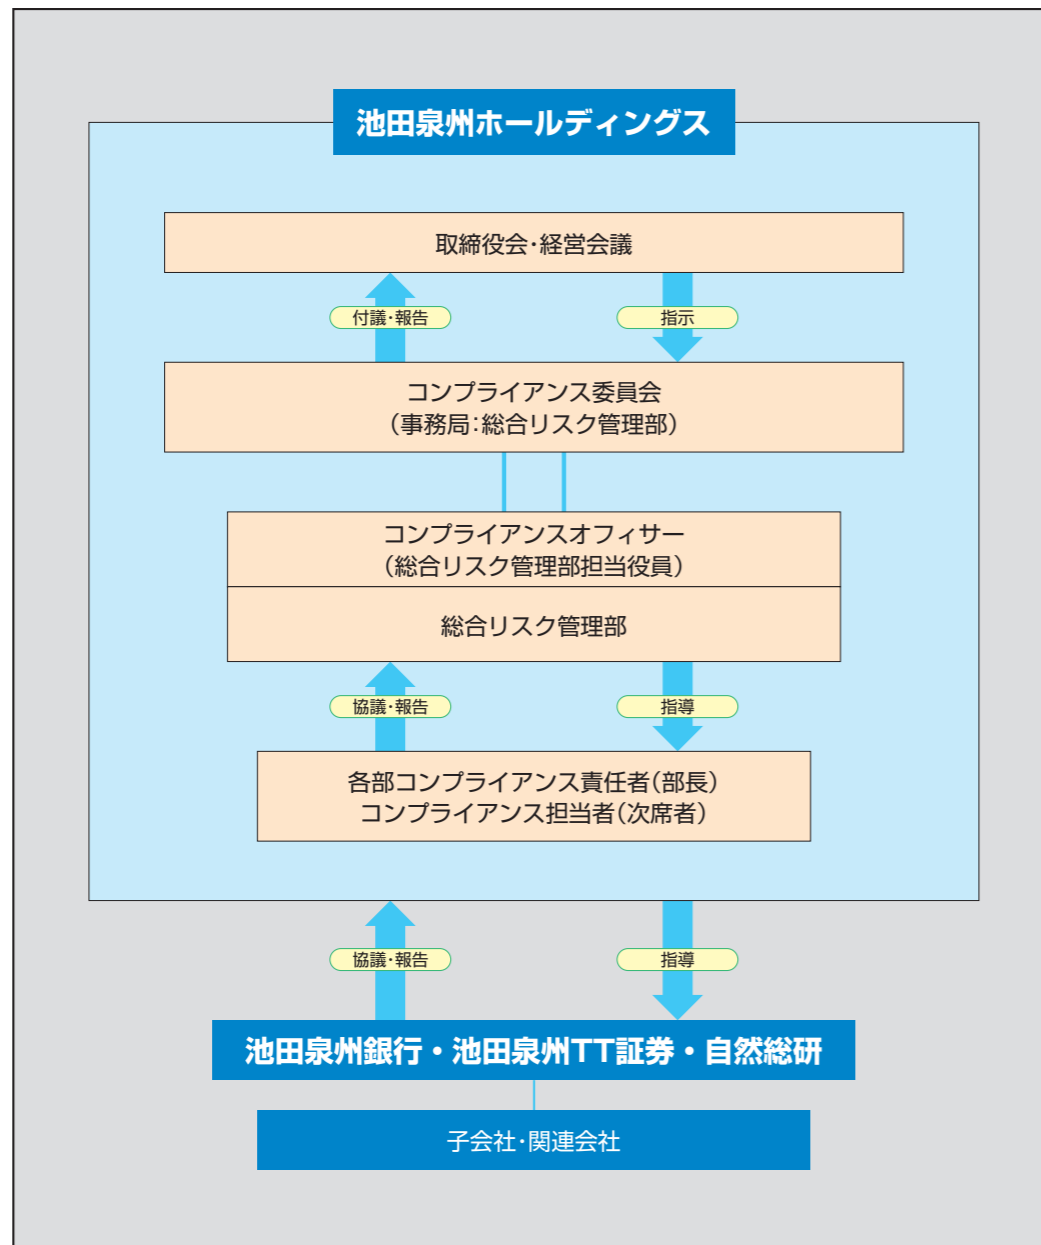 池田泉州ホールディングス
取締役会・経営会議
付議・報告
指示
コンプライアンス委員会
（事務局：総合リスク管理部）
コンプライアンスオフィサー
（総合リスク管理部担当役員）
総合リスク管理部
協議・報告
指導
各部コンプライアンス責任者（部長）
コンプライアンス担当者（次席者）
協議・報告
指導
池田泉州銀行・池田泉州TT証券・自然総研
子会社・関連会社